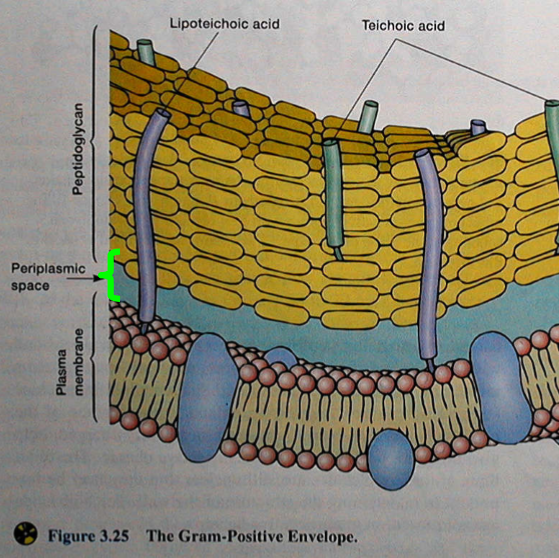 Lipoteichoic acid
Teichoic acid
Peptidoglycan
Periplasmic
space
Plasma
membrane
Figure 3.25 The Gram-Positive Envelope.